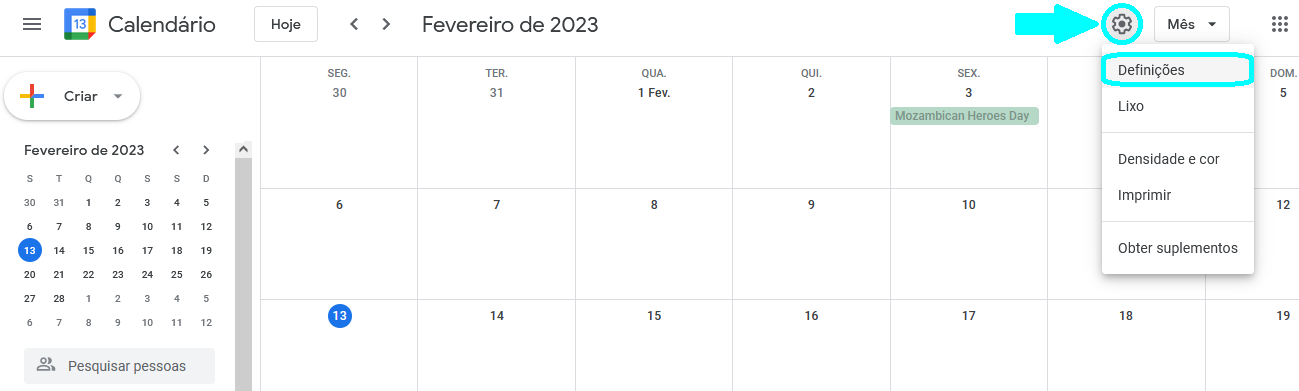 13 Calendário Hoje Fevereiro de 2023 Mês
Criar
Fevereiro de 2023
S T Q Q S S D
30 31 1 2 3 4 5
6 7 8 9 10 11 12
13 14 15 16 17 18 19
20 21 22 23 24 25 26
27 28 1 2 3 4 5
6 7 8 9 10 11 12
Pesquisar pessoas
SEG. TER. QUA. QUI. SEX. DOM.
30 31 1 Fev. 2 3 5
Mozambican Heroes Day
6 7 8 9 10 12
13 14 15 16 17 18 19
Definições
Lixo
Densidade e cor
Imprimir
Obter suplementos